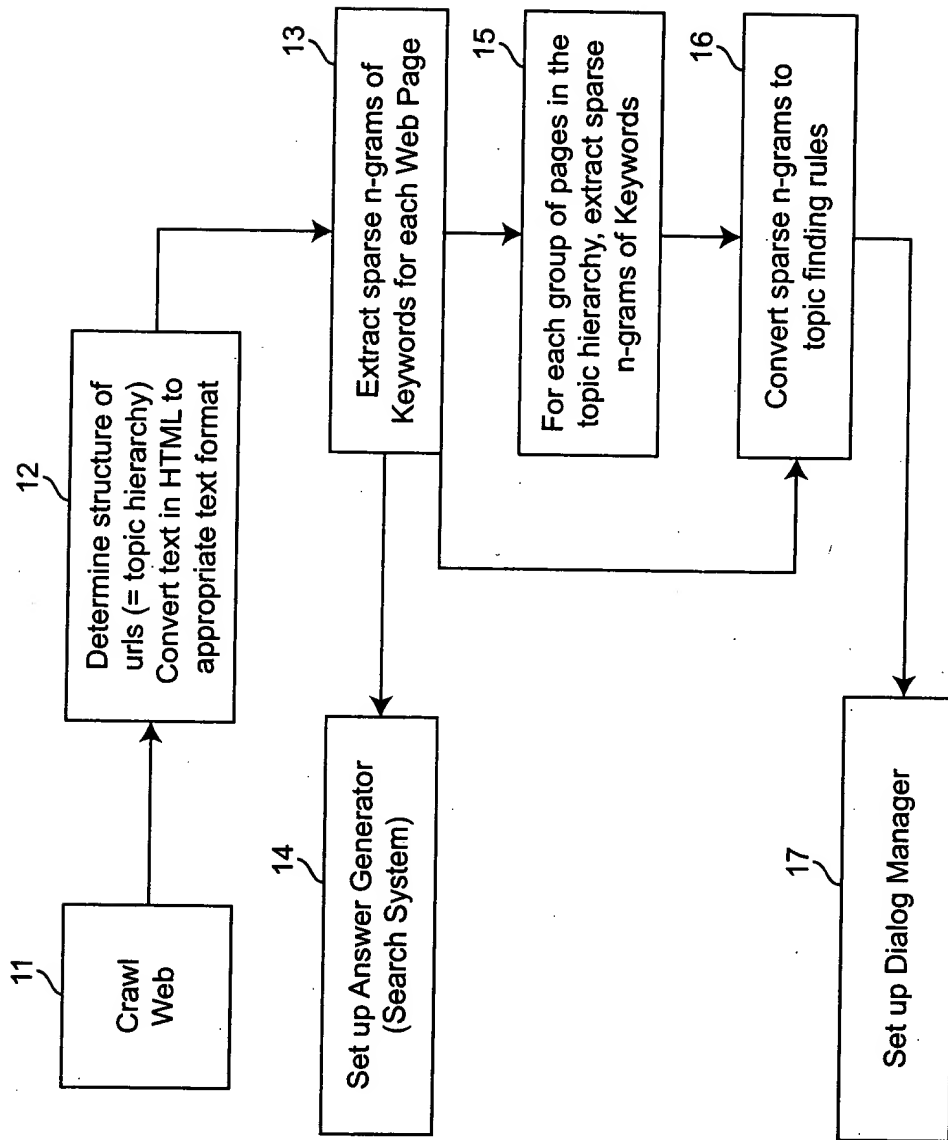 11
Crawl
Web
12
Determine structure of
urls (= topic hierarchy)
Convert text in HTML to
appropriate text format
13
Extract sparse n-grams of
Keywords for each Web Page
14
Set up Answer Generator
(Search System)
15
For each group of pages in the
topic hierarchy, extract sparse
n-grams of Keywords
16
Convert sparse n-grams to
topic finding rules
17
Set up Dialog Manager